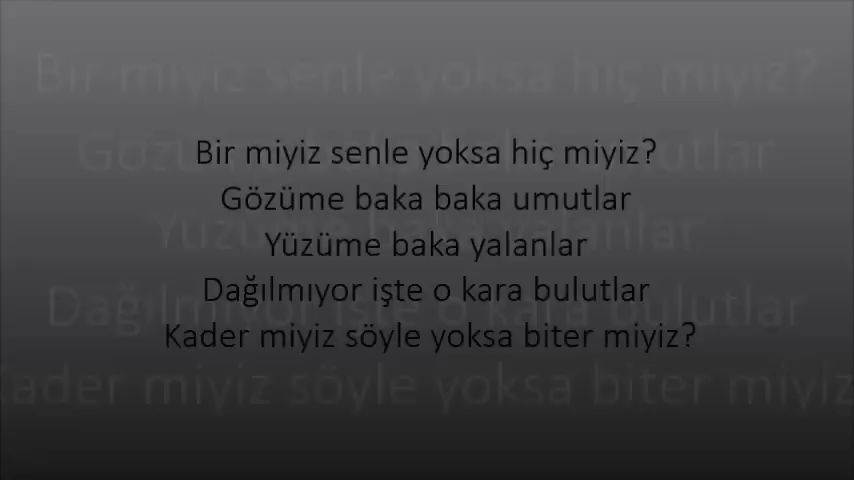 Bir miyiz senle yoksa hiç miyiz?
Gözüme baka baka umutlar
Yüzüme baka yalanlar
Dağılmıyor işte o kara bulutlar
Kader miyiz söyle yoksa biter miyiz?